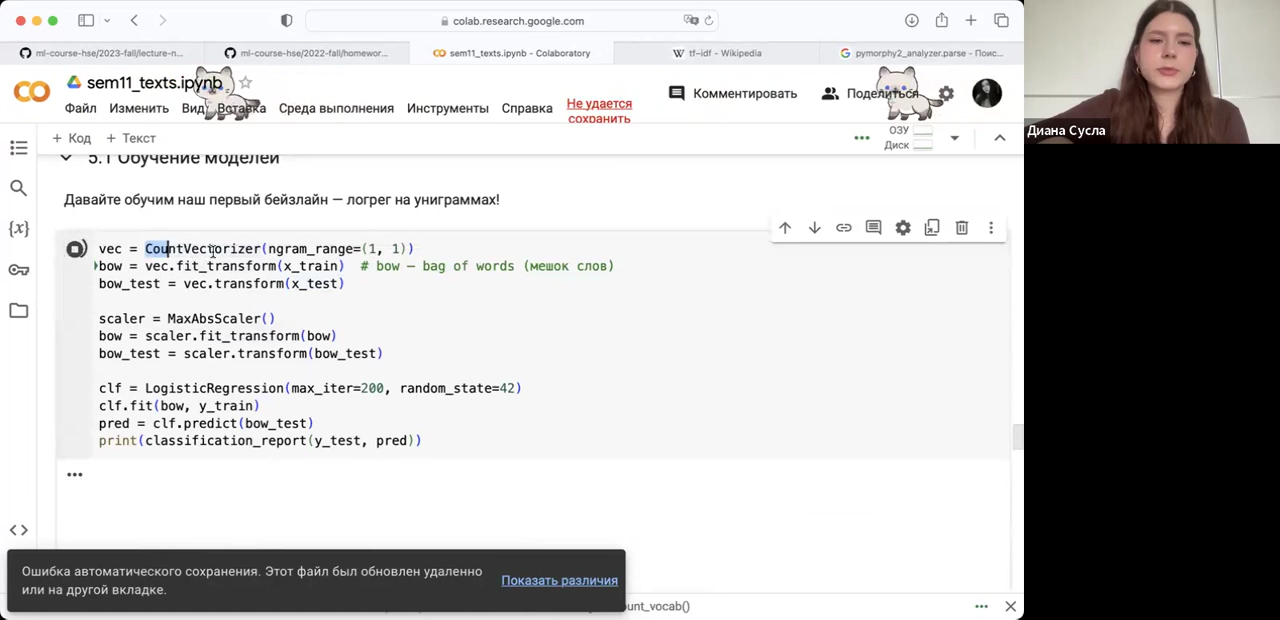 colab.research.google.com
ml-course-hse/2023-fall/lecture-n...
ml-course-hse/2022-fall/homewor...
sem11_texts.ipynb - Colaboratory
tf-idf – Wikipedia
pymorphy2_analyzer.parse - Поис...
sem11_texts.ipynb
Файл Изменить Вид Вставка Среда выполнения Инструменты Справка Не удается сохранить
Комментировать
Поделиться
Диана Сусла
+ Код + Текст
ОЗУ
Диск
5.1 Обучение моделей
Давайте обучим наш первый бейзлайн — логрег на униграммах!
vec = CountVectorizer(ngram_range=(1, 1))
bow = vec.fit_transform(x_train)  # bow — bag of words (мешок слов)
bow_test = vec.transform(x_test)
scaler = MaxAbsScaler()
bow = scaler.fit_transform(bow)
bow_test = scaler.transform(bow_test)
clf = LogisticRegression(max_iter=200, random_state=42)
clf.fit(bow, y_train)
pred = clf.predict(bow_test)
print(classification_report(y_test, pred))
Ошибка автоматического сохранения. Этот файл был обновлен удаленно
или на другой вкладке.
Показать различия
ount_vocab()